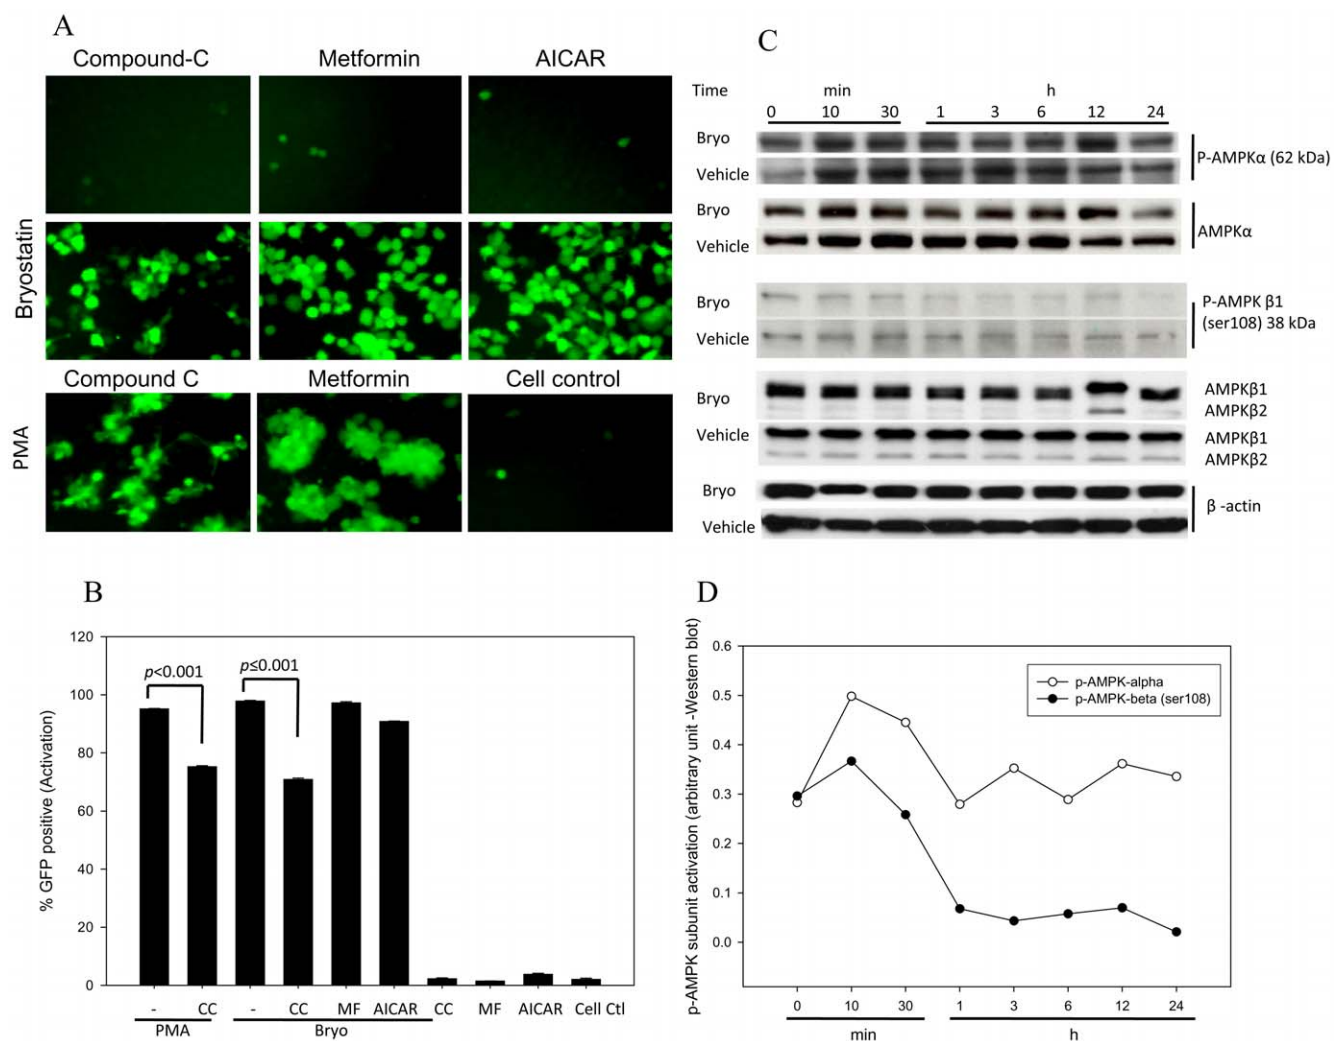 A
Compound-C Metformin AICAR
Bryostatin
Compound C Metformin Cell control
PMA
C
Time min h
0 10 30 1 3 6 12 24
Bryo
Vehicle
P-AMPKα (62 kDa)
Bryo
Vehicle
AMPKα
Bryo
Vehicle
P-AMPK β1
(ser108) 38 kDa
Bryo
AMPKβ1
AMPKβ2
Vehicle
AMPKβ1
AMPKβ2
Bryo
Vehicle
β -actin
B
% GFP positive (Activation)
120
100
80
60
40
20
0
p<0.001
p≤0.001
- CC - CC MF AICAR CC MF AICAR Cell Ctl
PMA Bryo
D
p-AMPK subunit activation (arbitrary unit -Western blot)
0.6
0.5
0.4
0.3
0.2
0.1
0.0
p-AMPK-alpha
p-AMPK-beta (ser108)
0 10 30 1 3 6 12 24
min h